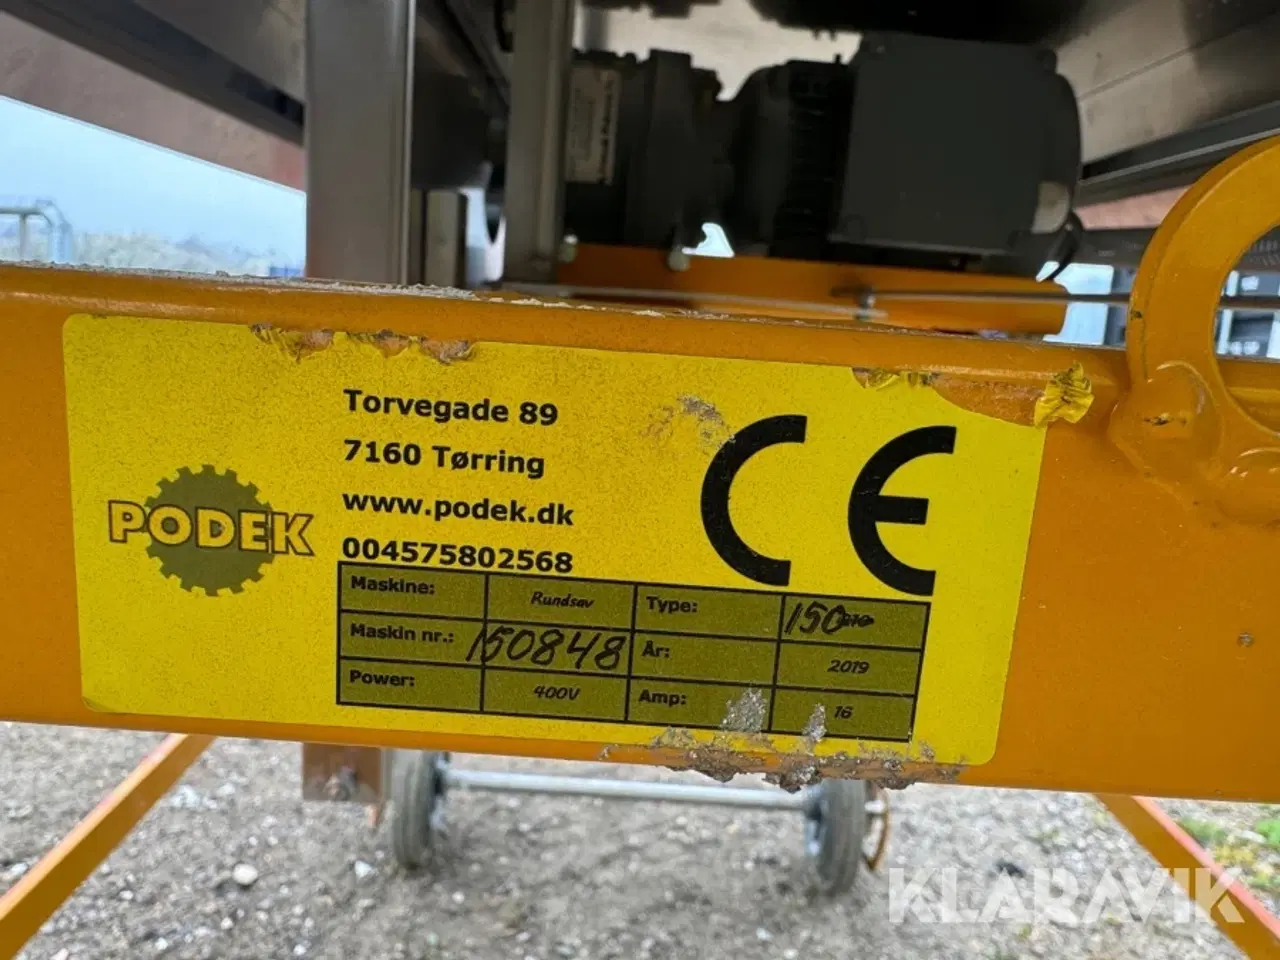 Torvegade 89
7160 Tørring
www.podek.dk
004575802568
PODEK
Maskine: Rundsav Type: 150
Maskin nr.: 150848 År: 2019
Power: 400V Amp: 16
KLARAVIK